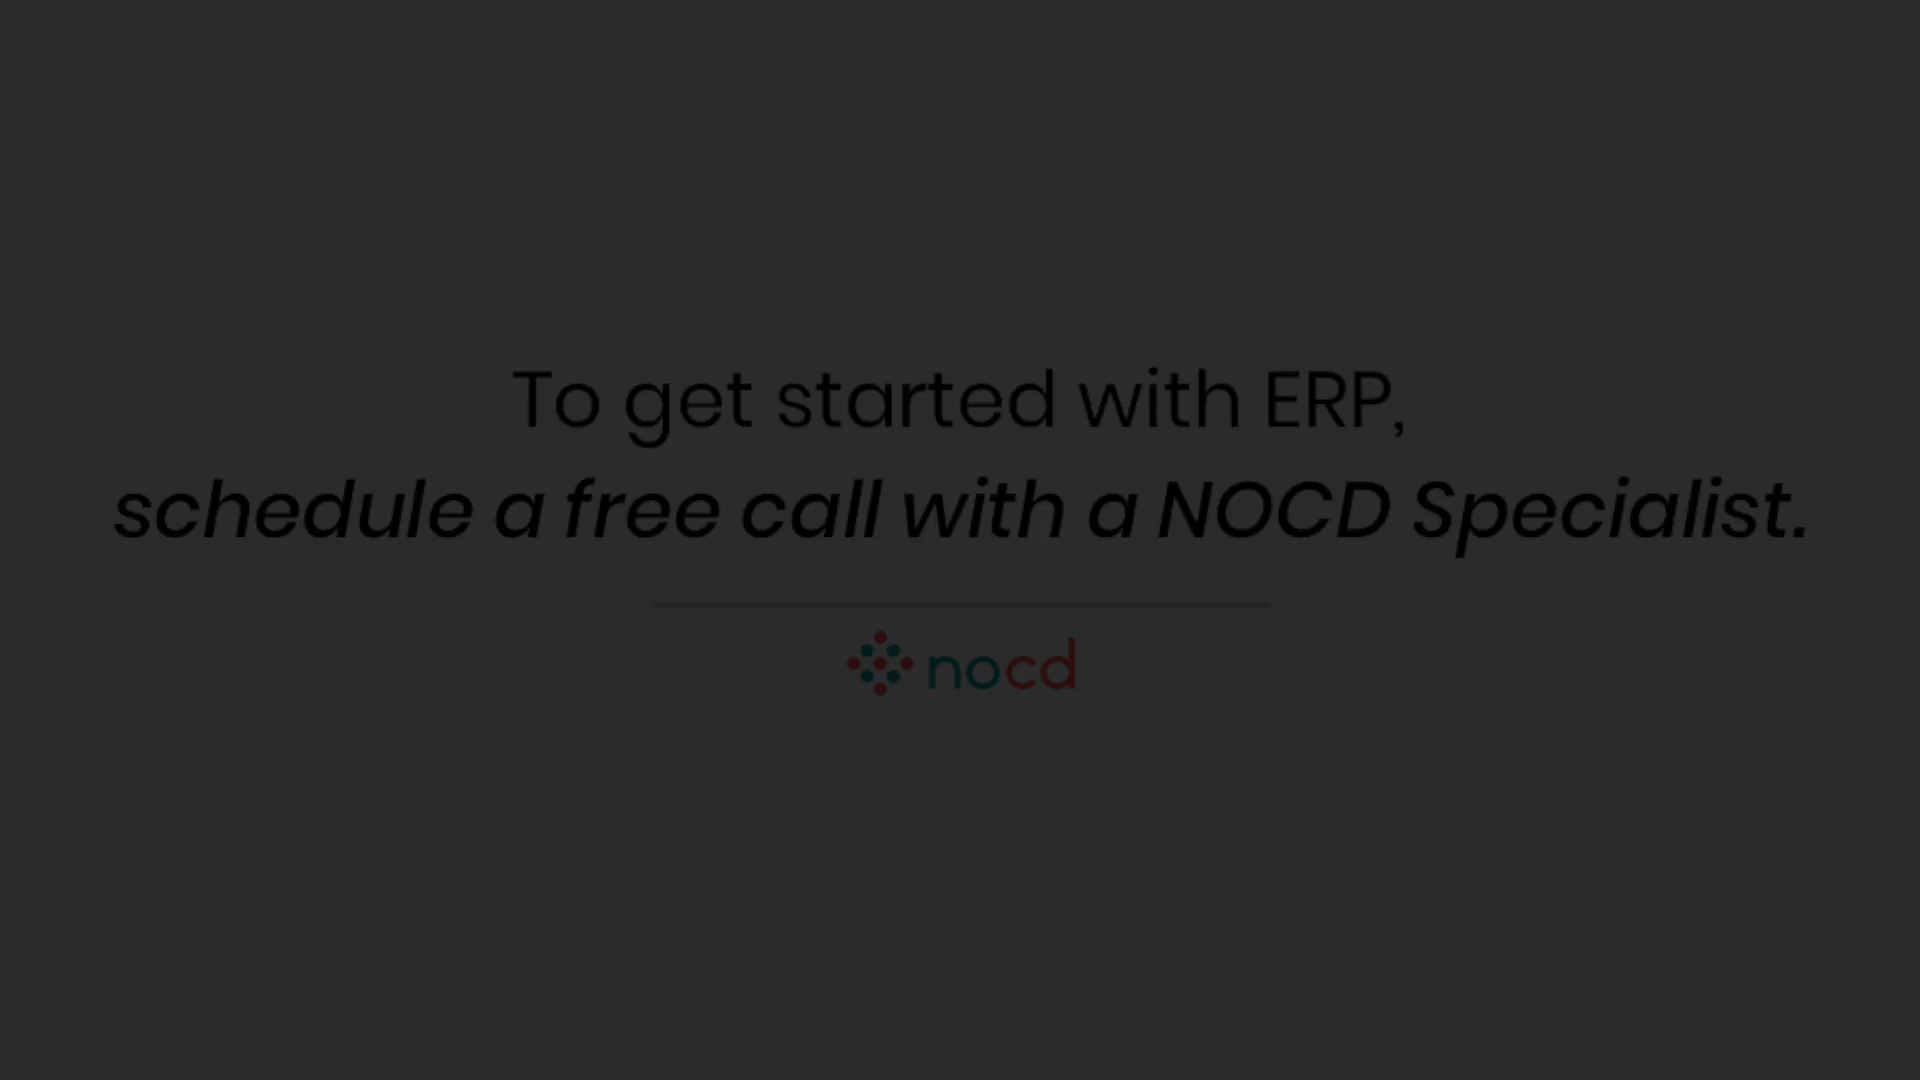 To get started with ERP,
schedule a free call with a NOCD Specialist.
nocd